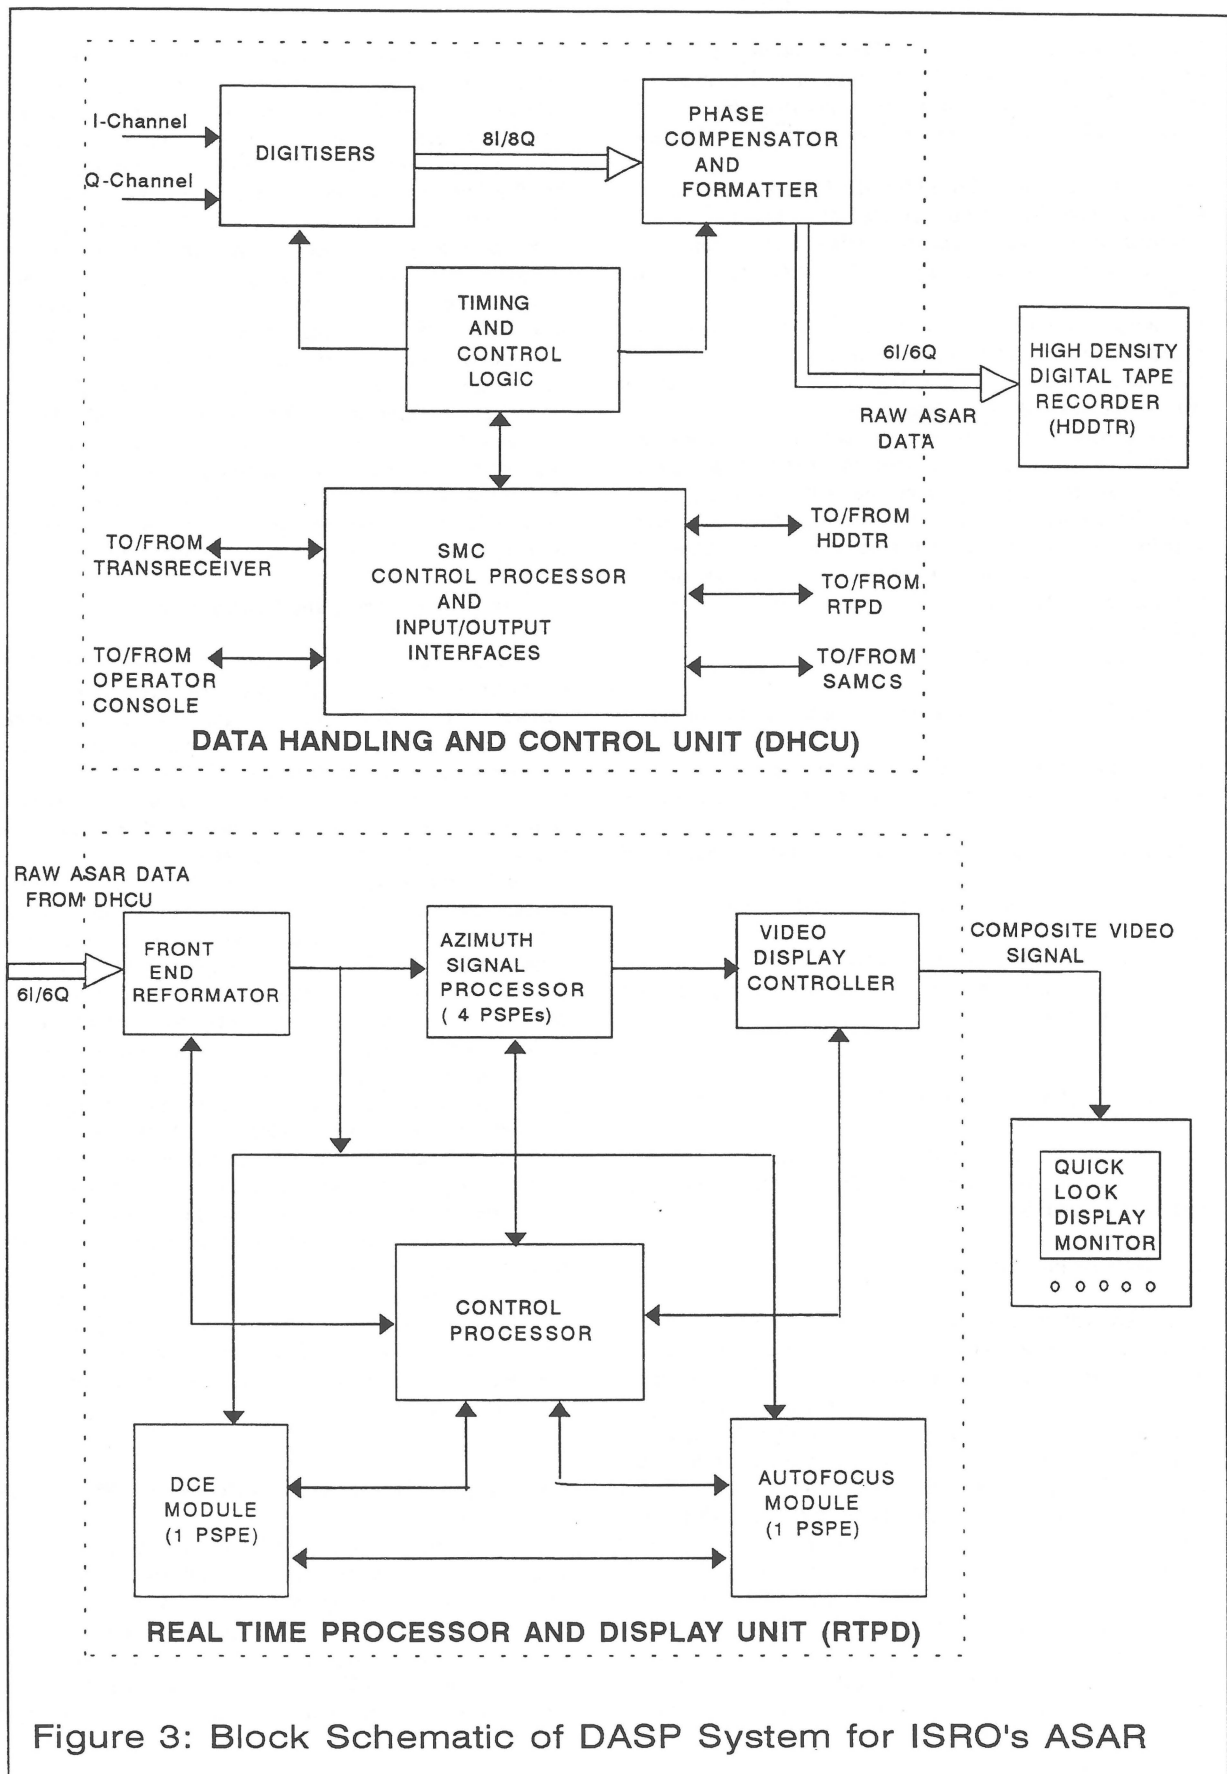 I-Channel
Q-Channel
DIGITISERS
8I/8Q
PHASE
COMPENSATOR
AND
FORMATTER
TIMING
AND
CONTROL
LOGIC
6I/6Q
RAW ASAR
DATA
HIGH DENSITY
DIGITAL TAPE
RECORDER
(HDDTR)
TO/FROM
TRANSRECEIVER
TO/FROM
OPERATOR
CONSOLE
SMC
CONTROL PROCESSOR
AND
INPUT/OUTPUT
INTERFACES
TO/FROM
HDDTR
TO/FROM
RTPD
TO/FROM
SAMCS
DATA HANDLING AND CONTROL UNIT (DHCU)
RAW ASAR DATA
FROM DHCU
6I/6Q
FRONT
END
REFORMATOR
AZIMUTH
SIGNAL
PROCESSOR
( 4 PSPEs)
VIDEO
DISPLAY
CONTROLLER
COMPOSITE VIDEO
SIGNAL
QUICK
LOOK
DISPLAY
MONITOR
CONTROL
PROCESSOR
DCE
MODULE
(1 PSPE)
AUTOFOCUS
MODULE
(1 PSPE)
REAL TIME PROCESSOR AND DISPLAY UNIT (RTPD)
Figure 3: Block Schematic of DASP System for ISRO's ASAR